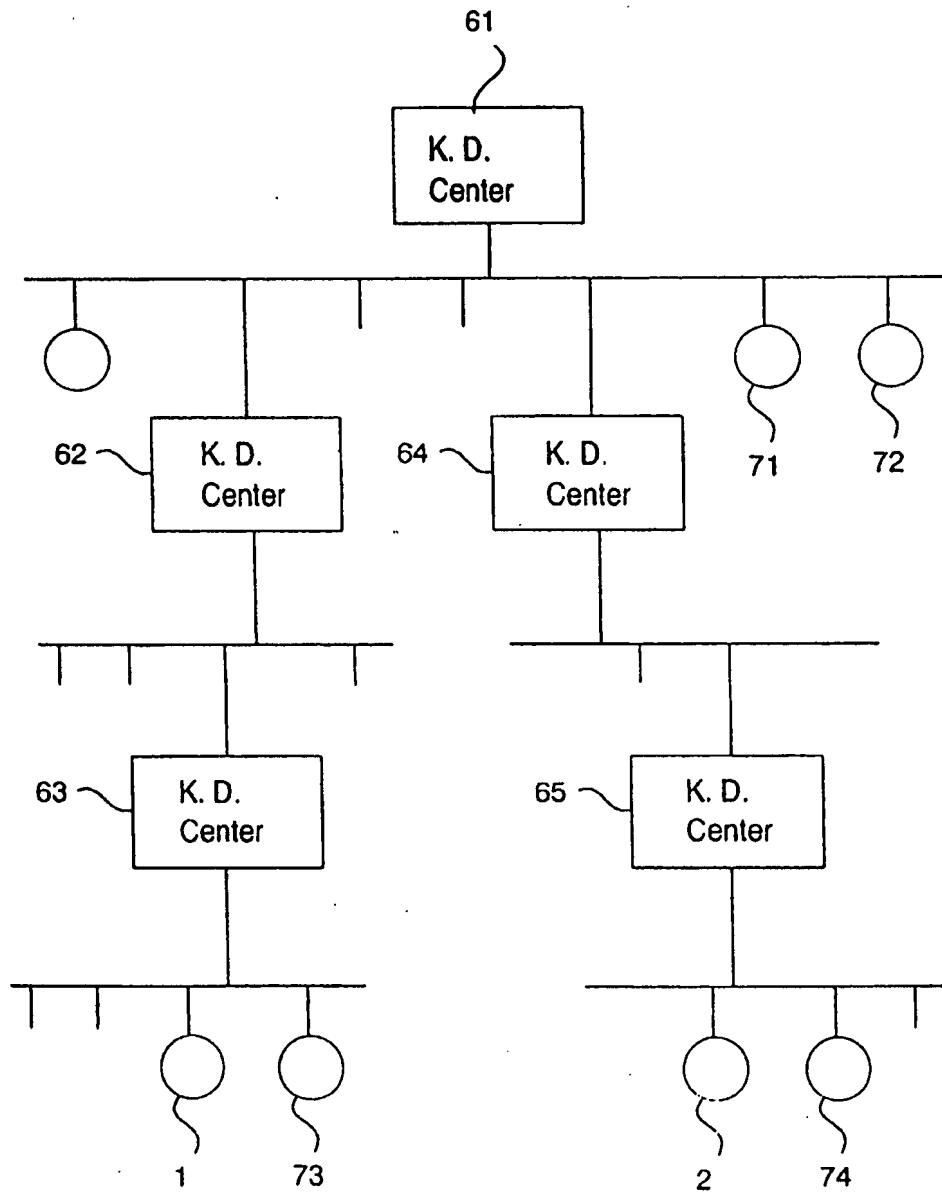 61
K. D.
Center
62
K. D.
Center
64
K. D.
Center
71
72
63
K. D.
Center
65
K. D.
Center
1
73
2
74